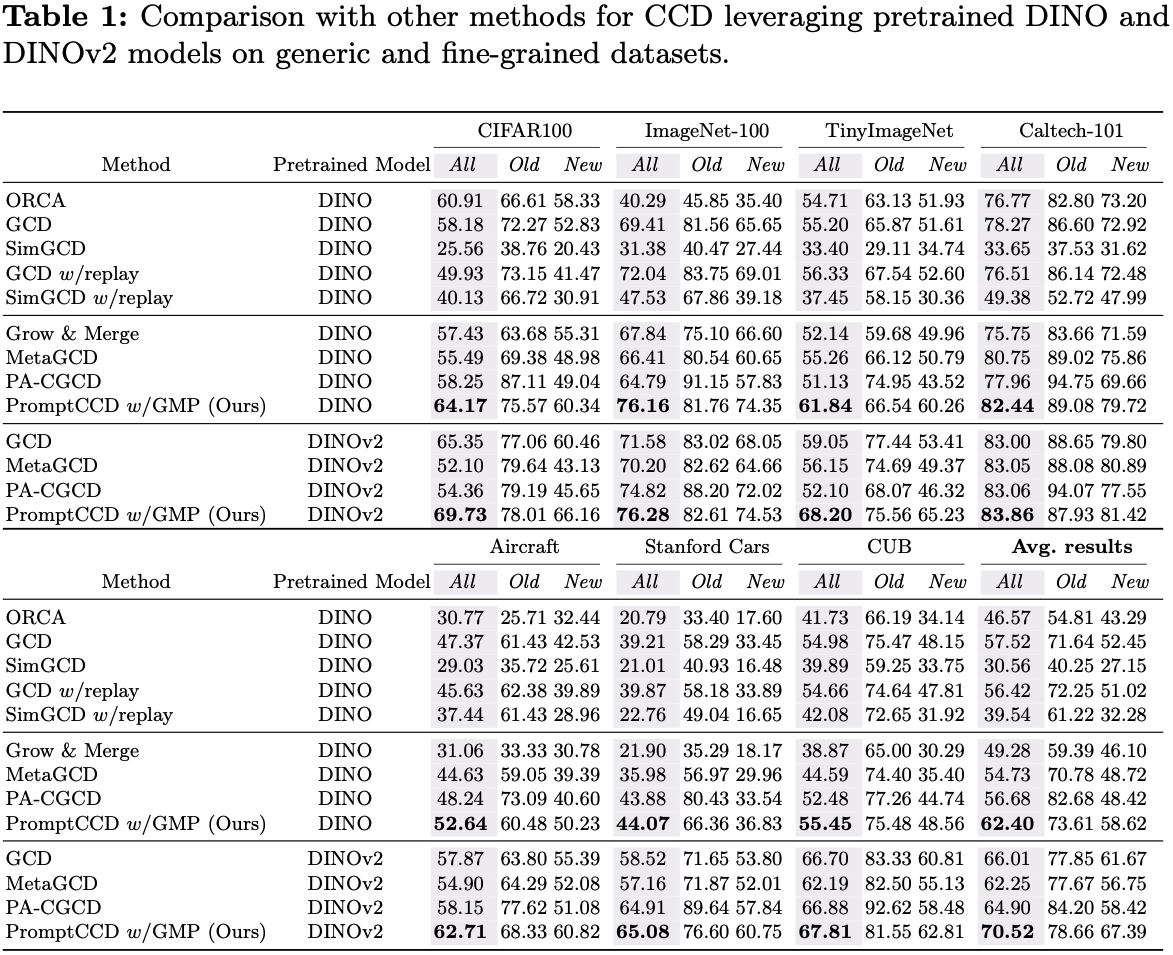 Table 1: Comparison with other methods for CCD leveraging pretrained DINO and
DINOv2 models on generic and fine-grained datasets.
CIFAR100 ImageNet-100 TinyImageNet Caltech-101
Method Pretrained Model All Old New All Old New All Old New All Old New
ORCA DINO 60.91 66.61 58.33 40.29 45.85 35.40 54.71 63.13 51.93 76.77 82.80 73.20
GCD DINO 58.18 72.27 52.83 69.41 81.56 65.65 55.20 65.87 51.61 78.27 86.60 72.92
SimGCD DINO 25.56 38.76 20.43 31.38 40.47 27.44 33.40 29.11 34.74 33.65 37.53 31.62
GCD w/replay DINO 49.93 73.15 41.47 72.04 83.75 69.01 56.33 67.54 52.60 76.51 86.14 72.48
SimGCD w/replay DINO 40.13 66.72 30.91 47.53 67.86 39.18 37.45 58.15 30.36 49.38 52.72 47.99
Grow & Merge DINO 57.43 63.68 55.31 67.84 75.10 66.60 52.14 59.68 49.96 75.75 83.66 71.59
MetaGCD DINO 55.49 69.38 48.98 66.41 80.54 60.65 55.26 66.12 50.79 80.75 89.02 75.86
PA-CGCD DINO 58.25 87.11 49.04 64.79 91.15 57.83 51.13 74.95 43.52 77.96 94.75 69.66
PromptCCD w/GMP (Ours) DINO 64.17 75.57 60.34 76.16 81.76 74.35 61.84 66.54 60.26 82.44 89.08 79.72
GCD DINOv2 65.35 77.06 60.46 71.58 83.02 68.05 59.05 77.44 53.41 83.00 88.65 79.80
MetaGCD DINOv2 52.10 79.64 43.13 70.20 82.62 64.66 56.15 74.69 49.37 83.05 88.08 80.89
PA-CGCD DINOv2 54.36 79.19 45.65 74.82 88.20 72.02 52.10 68.07 46.32 83.06 94.07 77.55
PromptCCD w/GMP (Ours) DINOv2 69.73 78.01 66.16 76.28 82.61 74.53 68.20 75.56 65.23 83.86 87.93 81.42
Aircraft Stanford Cars CUB Avg. results
Method Pretrained Model All Old New All Old New All Old New All Old New
ORCA DINO 30.77 25.71 32.44 20.79 33.40 17.60 41.73 66.19 34.14 46.57 54.81 43.29
GCD DINO 47.37 61.43 42.53 39.21 58.29 33.45 54.98 75.47 48.15 57.52 71.64 52.45
SimGCD DINO 29.03 35.72 25.61 21.01 40.93 16.48 39.89 59.25 33.75 30.56 40.25 27.15
GCD w/replay DINO 45.63 62.38 39.89 39.87 58.18 33.89 54.66 74.64 47.81 56.42 72.25 51.02
SimGCD w/replay DINO 37.44 61.43 28.96 22.76 49.04 16.65 42.08 72.65 31.92 39.54 61.22 32.28
Grow & Merge DINO 31.06 33.33 30.78 21.90 35.29 18.17 38.87 65.00 30.29 49.28 59.39 46.10
MetaGCD DINO 44.63 59.05 39.39 35.98 56.97 29.96 44.59 74.40 35.40 54.73 70.78 48.72
PA-CGCD DINO 48.24 73.09 40.60 43.88 80.43 33.54 52.48 77.26 44.74 56.68 82.68 48.42
PromptCCD w/GMP (Ours) DINO 52.64 60.48 50.23 44.07 66.36 36.83 55.45 75.48 48.56 62.40 73.61 58.62
GCD DINOv2 57.87 63.80 55.39 58.52 71.65 53.80 66.70 83.33 60.81 66.01 77.85 61.67
MetaGCD DINOv2 54.90 64.29 52.08 57.16 71.87 52.01 62.19 82.50 55.13 62.25 77.67 56.75
PA-CGCD DINOv2 58.15 77.62 51.08 64.91 89.64 57.84 66.88 92.62 58.48 64.90 84.20 58.42
PromptCCD w/GMP (Ours) DINOv2 62.71 68.33 60.82 65.08 76.60 60.75 67.81 81.55 62.81 70.52 78.66 67.39